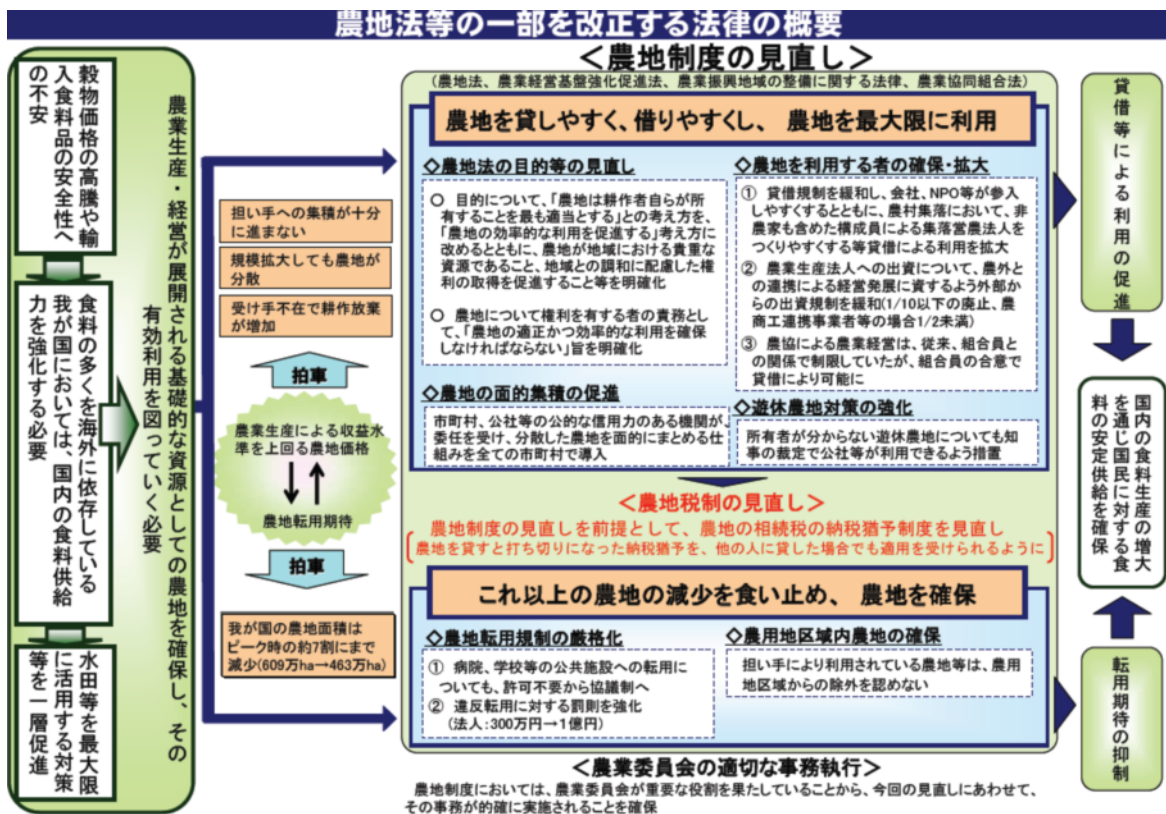 農地法等の一部を改正する法律の概要
穀物価格の高騰や輸
入食料品の安全性へ
の不安
食料の多くを海外に依存している
我が国においては、国内の食料供給
力を強化する必要
水田等を最大限
に活用する対策
等を一層促進
農業生産・経営が展開される基礎的な資源としての農地を確保し、その
有効利用を図っていく必要
担い手への集積が十分
に進まない
規模拡大しても農地が
分散
受け手不在で耕作放棄
が増加
拍車
農業生産による収益水
準を上回る農地価格
農地転用期待
拍車
我が国の農地面積は
ピーク時の約7割にまで
減少(609万ha→463万ha)
＜農地制度の見直し＞
(農地法、農業経営基盤強化促進法、農業振興地域の整備に関する法律、農業協同組合法)
農地を貸しやすく、借りやすくし、 農地を最大限に利用
◇農地法の目的等の見直し
○ 目的について、「農地は耕作者自らが所
有することを最も適当とする」との考え方を、
「農地の効率的な利用を促進する」考え方に
改めるとともに、農地が地域における貴重な
資源であること、地域との調和に配慮した権
利の取得を促進すること等を明確化
○ 農地について権利を有する者の責務と
して、「農地の適正かつ効率的な利用を確保
しなければならない」旨を明確化
◇農地の面的集積の促進
市町村、公社等の公的な信用力のある機関が、
委任を受け、分散した農地を面的にまとめる仕
組みを全ての市町村で導入
◇農地を利用する者の確保・拡大
① 貸借規制を緩和し、会社、NPO等が参入
しやすくするとともに、農村集落において、非
農家も含めた構成員による集落営農法人を
つくりやすくする等貸借による利用を拡大
② 農業生産法人への出資について、農外と
の連携による経営発展に資するよう外部
からの出資規制を緩和(1/10以下の廃止、農
商工連携事業者等の場合1/2未満)
③ 農協による農業経営は、従来、組合員と
の関係で制限していたが、組合員の合意で
貸借により可能に
◇遊休農地対策の強化
所有者が分からない遊休農地についても知
事の裁定で公社等が利用できるよう措置
＜農地税制の見直し＞
農地制度の見直しを前提として、農地の相続税の納税猶予制度を見直し
農地を貸すと打ち切りになった納税猶予を、他の人に貸した場合でも適用を受けられるように
これ以上の農地の減少を食い止め、 農地を確保
◇農地転用規制の厳格化
① 病院、学校等の公共施設への転用に
ついても、許可不要から協議制へ
② 違反転用に対する罰則を強化
(法人:300万円→1億円)
◇農用地区域内農地の確保
担い手により利用されている農地等は、農用
地区域からの除外を認めない
＜農業委員会の適切な事務執行＞
農地制度においては、農業委員会が重要な役割を果たしていることから、今回の見直しにあわせて、
その事務が的確に実施されることを確保
貸借等による利用の促進
国内の食料生産の増大
を通じ国民に対する食
料の安定供給を確保
転用期待の抑制